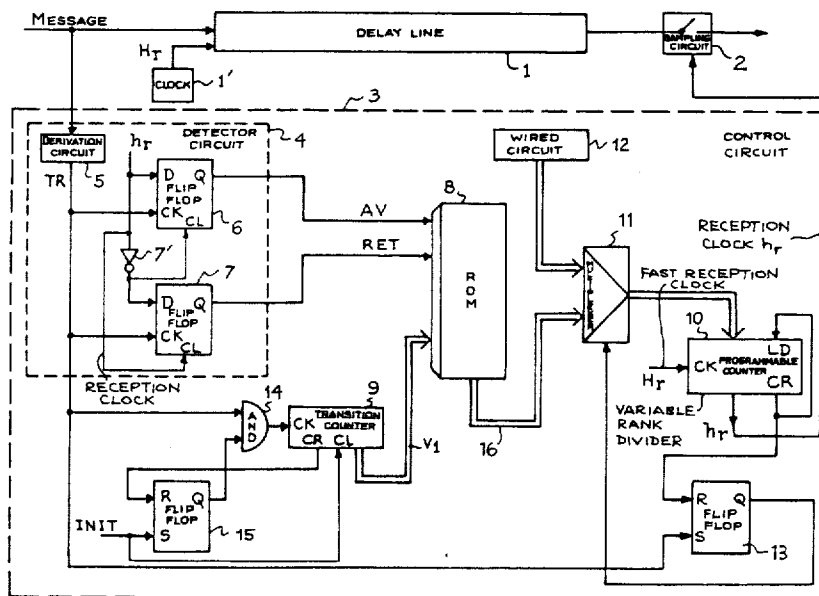 MESSAGE
DELAY LINE
1
Hr
CLOCK
1'
SAMPLING CIRCUIT
2
3
DERIVATION CIRCUIT
5
TR
hr
DETECTOR CIRCUIT
4
D Q
FLIP FLOP
CK CL
6
7'
7
D Q
FLIP FLOP
CK CL
RECEPTION CLOCK
AV
RET
8
ROM
WIRED CIRCUIT
12
11
MULTIPLEXER
CONTROL CIRCUIT
RECEPTION CLOCK hr
FAST RECEPTION CLOCK
10
LD
CK PROGRAMMABLE COUNTER
CR
Hr
VARIABLE RANK DIVIDER
hr
14
AND
9
CK TRANSITION COUNTER
CR CL
V1
16
INIT
R Q
FLIP FLOP
S
15
R Q
FLIP FLOP
S
13